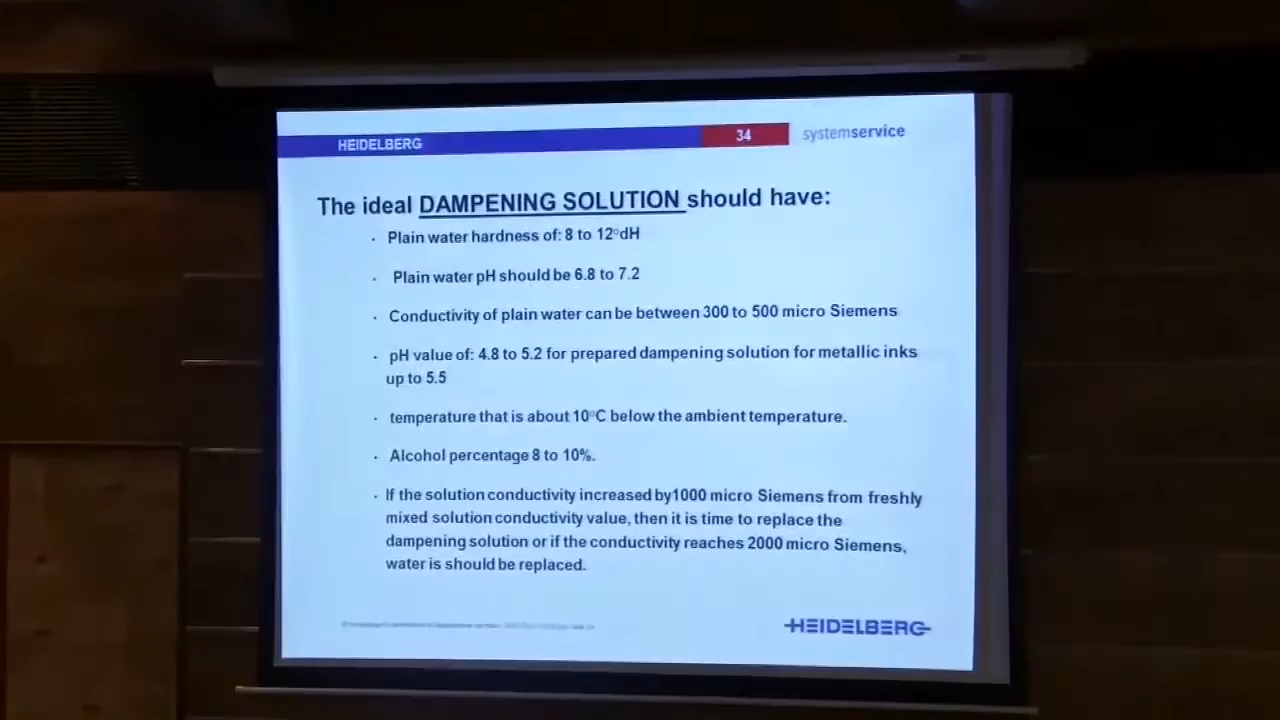 HEIDELBERG
34
systemservice
The ideal DAMPENING SOLUTION should have:
· Plain water hardness of: 8 to 12°dH
· Plain water pH should be 6.8 to 7.2
· Conductivity of plain water can be between 300 to 500 micro Siemens
· pH value of: 4.8 to 5.2 for prepared dampening solution for metallic inks
up to 5.5
· temperature that is about 10°C below the ambient temperature.
· Alcohol percentage 8 to 10%.
· If the solution conductivity increased by1000 micro Siemens from freshly
mixed solution conductivity value, then it is time to replace the
dampening solution or if the conductivity reaches 2000 micro Siemens,
water is should be replaced.
HEIDELBERG